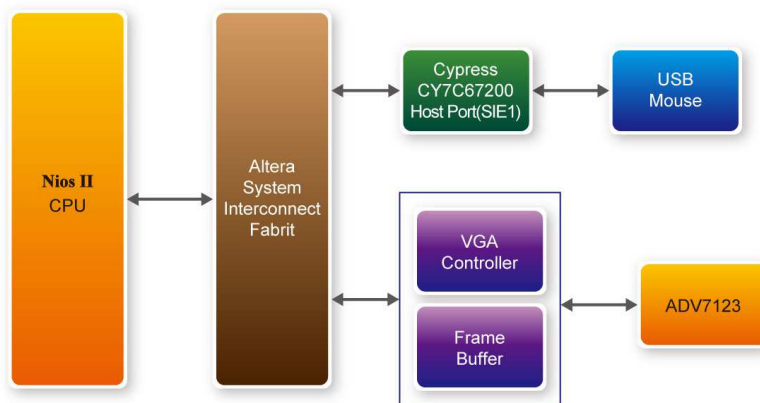 Nios II
CPU
Altera
System
Interconnect
Fabrit
Cypress
CY7C67200
Host Port(SIE1)
USB
Mouse
VGA
Controller
Frame
Buffer
ADV7123